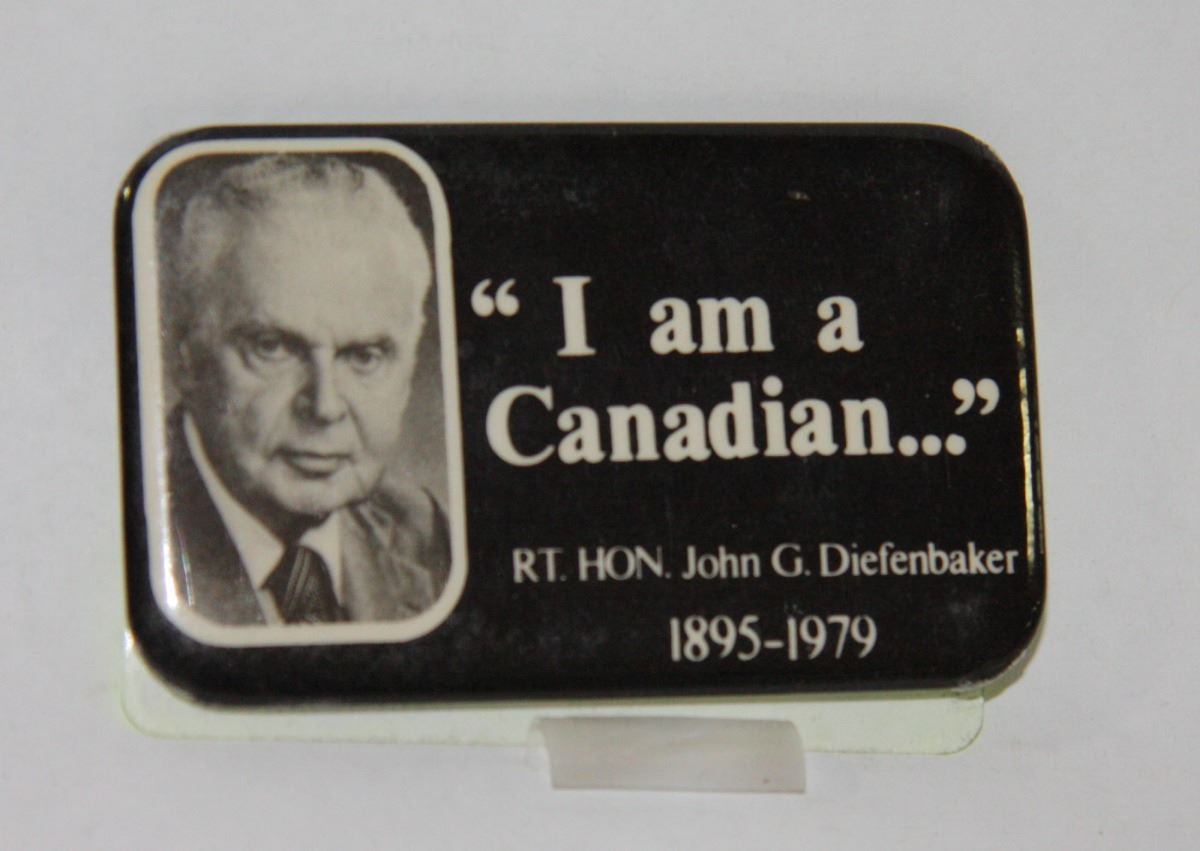 “ I am a
Canadian...”
RT. HON. John G. Diefenbaker
1895-1979